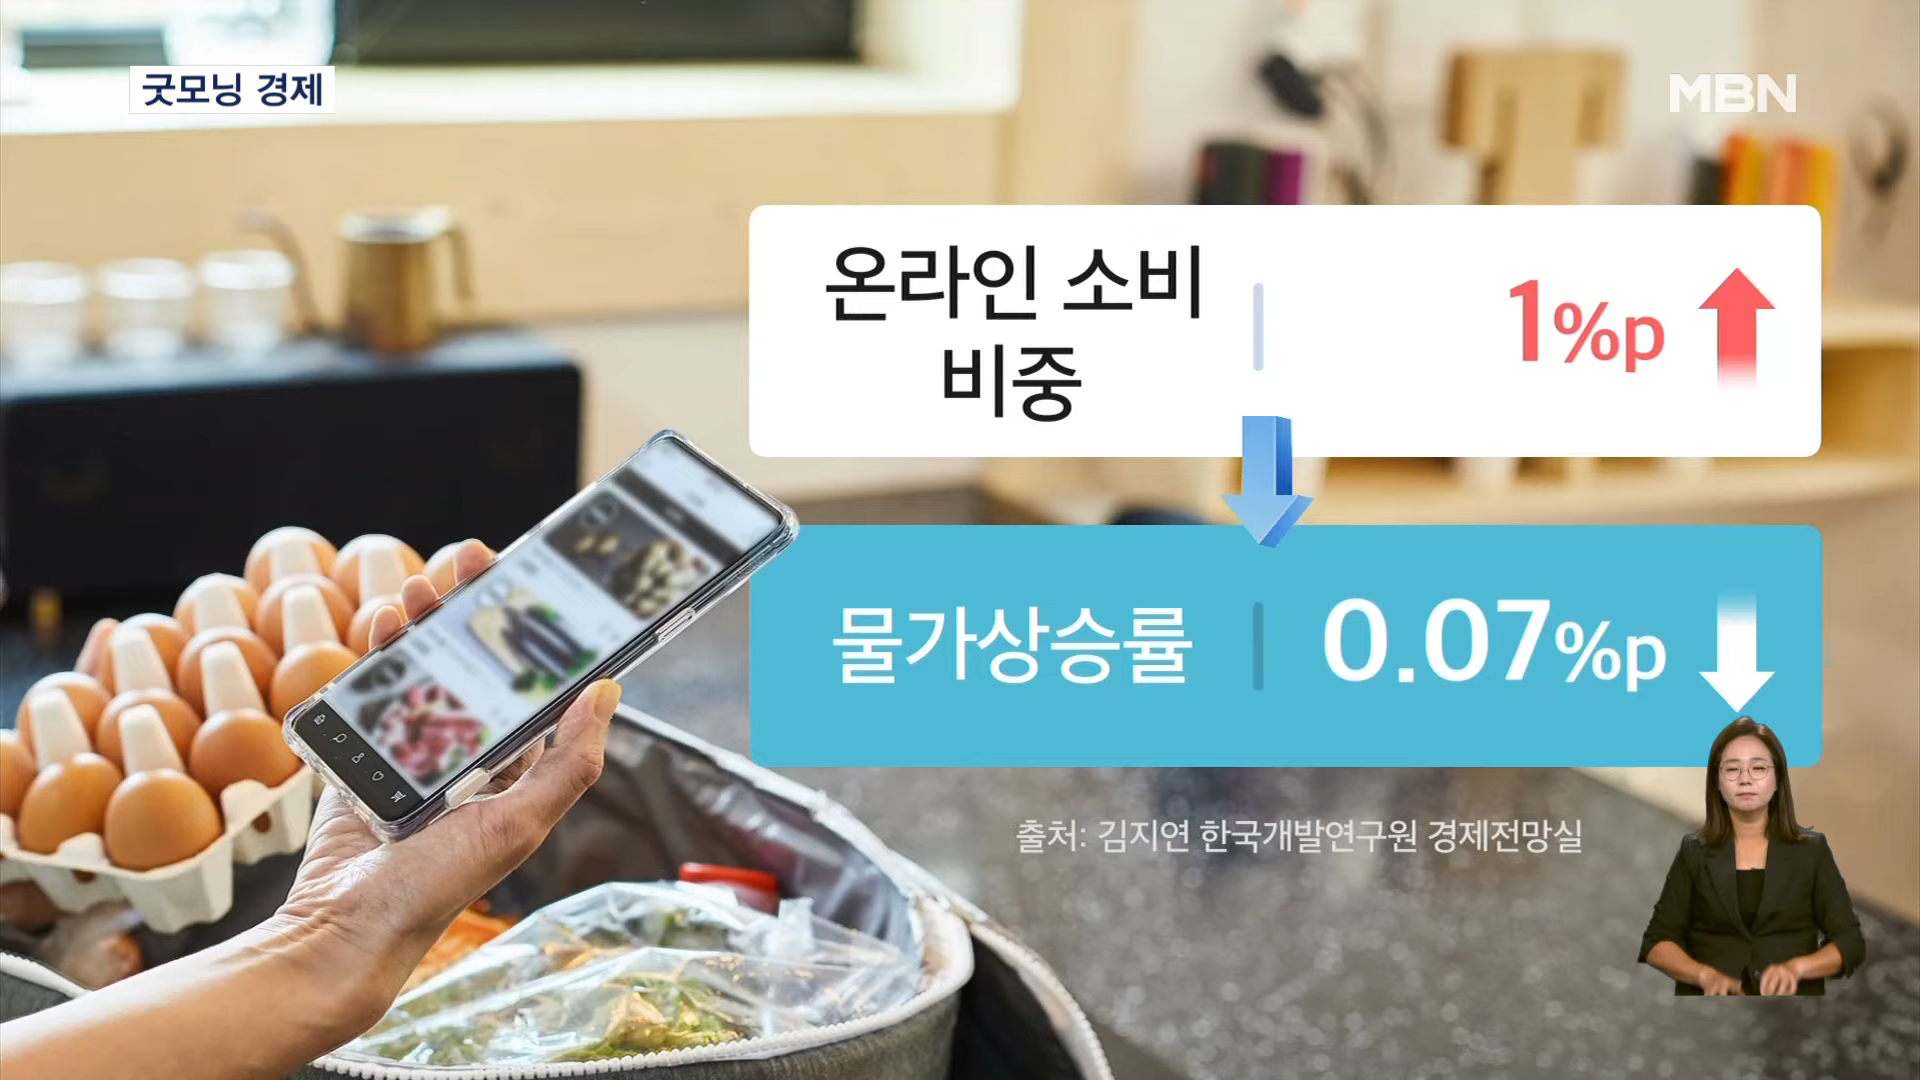 굿모닝 경제
MBN
온라인 소비
비중
1%p
물가상승률
0.07%p
출처: 김지연 한국개발연구원 경제전망실